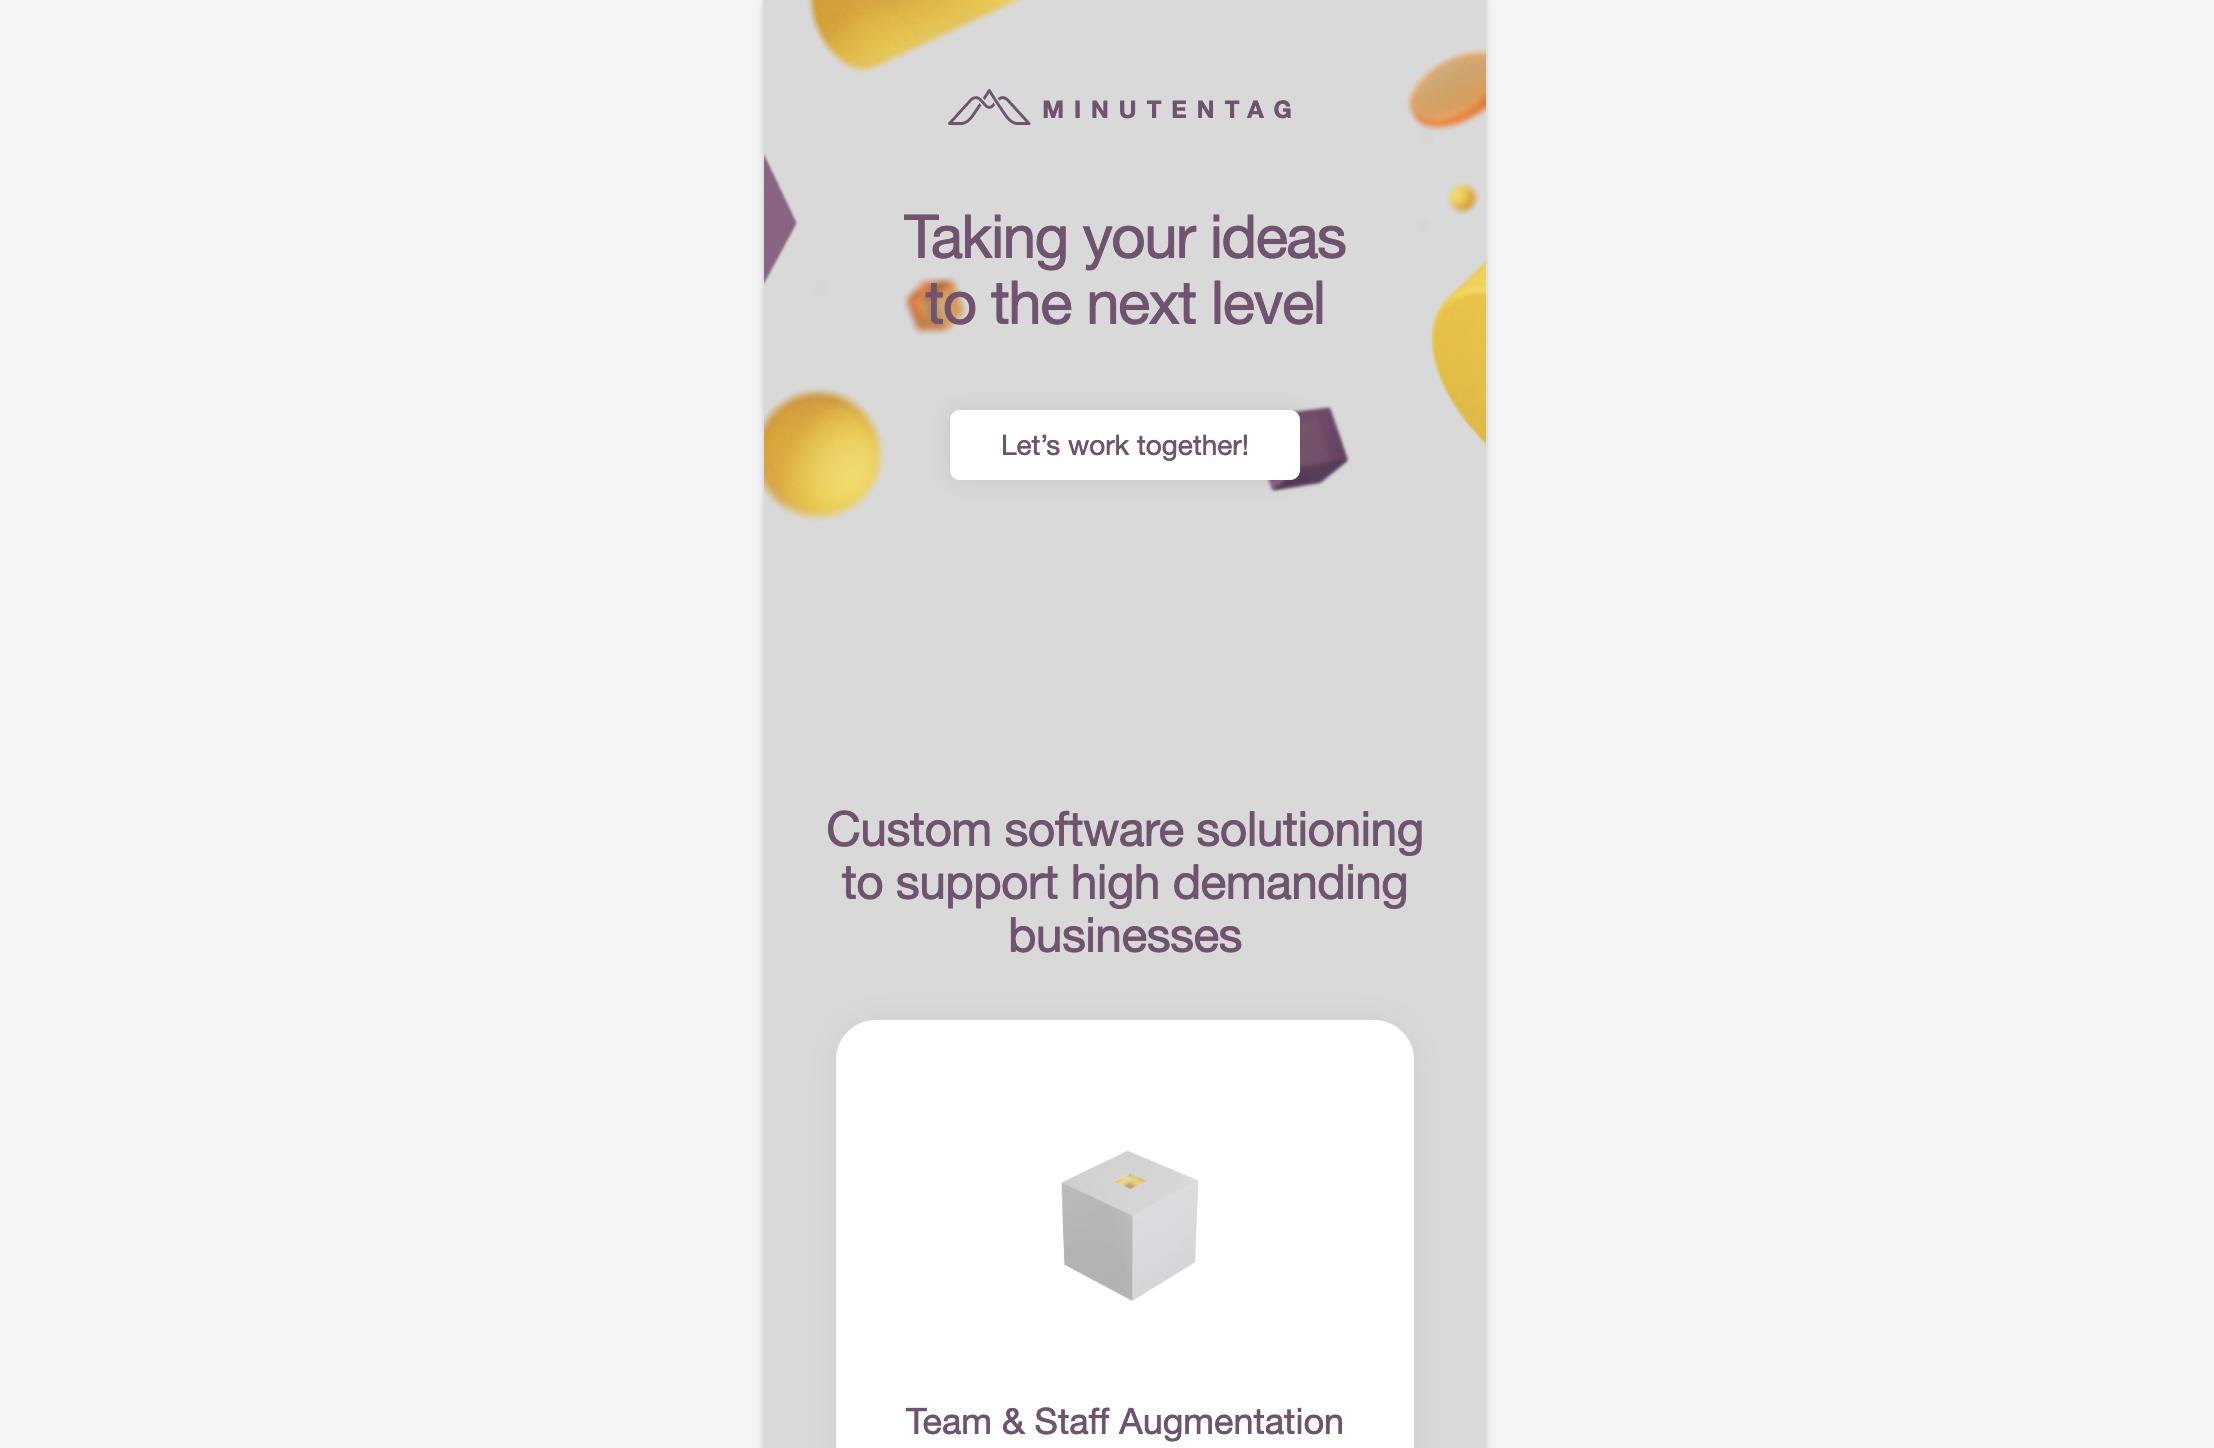 MINUTENTAG
Taking your ideas
to the next level
Let’s work together!
Custom software solutioning
to support high demanding
businesses
Team & Staff Augmentation